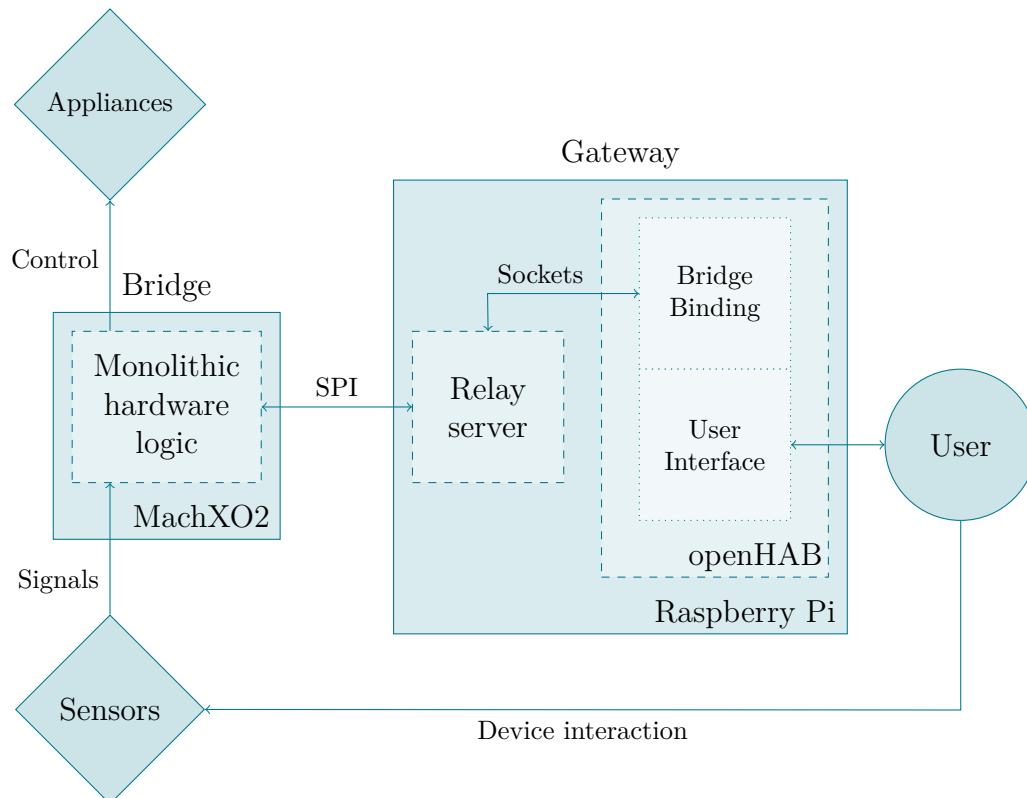 Appliances
Gateway
Control
Bridge
Sockets
Bridge
Binding
Monolithic
hardware
logic
SPI
Relay
server
User
Interface
User
MachXO2
openHAB
Signals
Raspberry Pi
Sensors
Device interaction